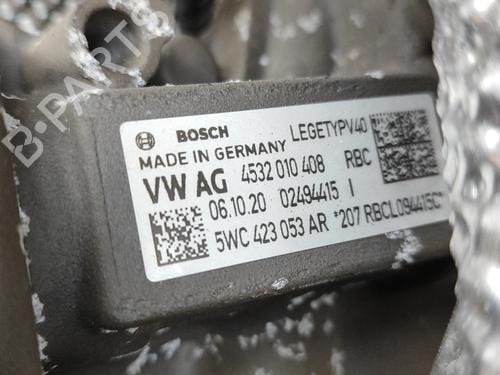 B-PARTS
BOSCH LEGETYPV40
MADE IN GERMANY
VW AG 4532 010 408 RBC
06.10.20 02494415 I
5WC 423 053 AR *207 RBCL094415C*